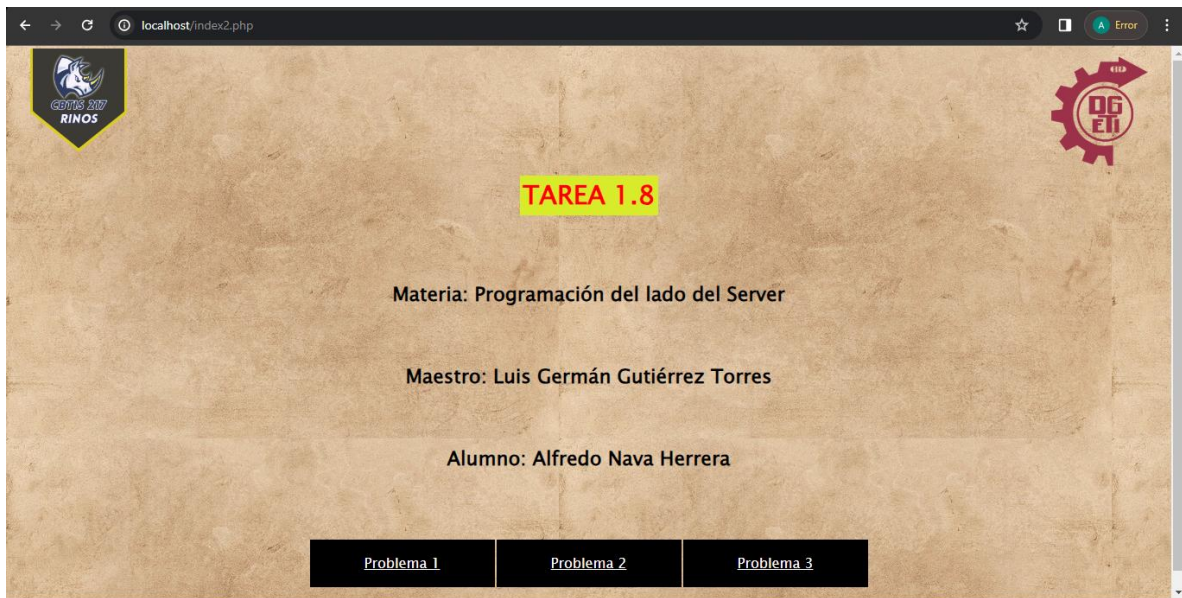 localhost/index2.php
A Error
CBTIS 217
RINOS
DG
ETI
TAREA 1.8
Materia: Programación del lado del Server
Maestro: Luis Germán Gutiérrez Torres
Alumno: Alfredo Nava Herrera
Problema 1 Problema 2 Problema 3